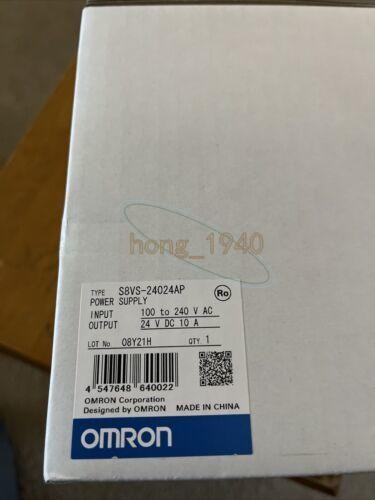 hong_1940
TYPE S8VS-24024AP
POWER SUPPLY
Ro
INPUT 100 to 240 V AC
OUTPUT 24 V DC 10 A
LOT No. 08Y21H QTY. 1
4 547648 640022
OMRON Corporation
Designed by OMRON MADE IN CHINA
OMRON